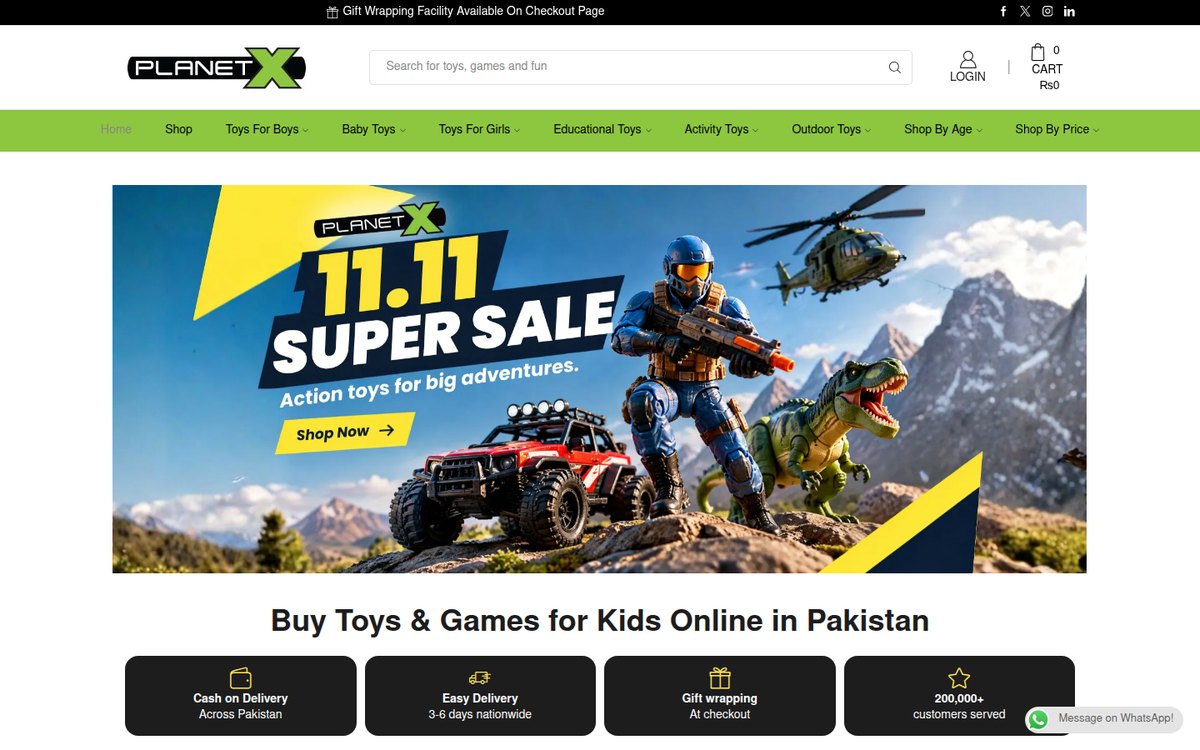 Gift Wrapping Facility Available On Checkout Page
PLANET X
Search for toys, games and fun
LOGIN
0
CART
₨0
Home
Shop
Toys For Boys
Baby Toys
Toys For Girls
Educational Toys
Activity Toys
Outdoor Toys
Shop By Age
Shop By Price
PLANET X
11.11
SUPER SALE
Action toys for big adventures.
Shop Now
Buy Toys & Games for Kids Online in Pakistan
Cash on Delivery
Across Pakistan
Easy Delivery
3-6 days nationwide
Gift wrapping
At checkout
200,000+
customers served
Message on WhatsApp!